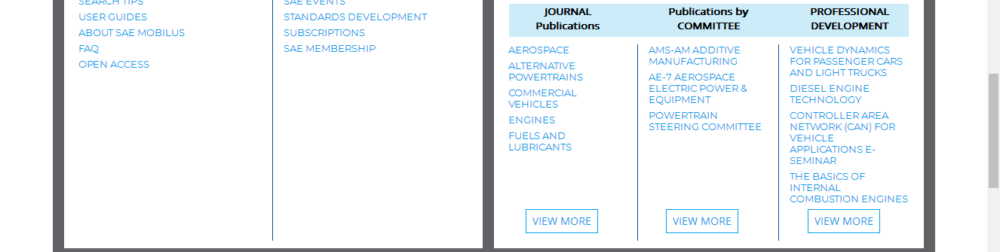 SEARCH TIPS
USER GUIDES
ABOUT SAE MOBILUS
FAQ
OPEN ACCESS
SAE EVENTS
STANDARDS DEVELOPMENT
SUBSCRIPTIONS
SAE MEMBERSHIP
JOURNAL
Publications
AEROSPACE
ALTERNATIVE
POWERTRAINS
COMMERCIAL
VEHICLES
ENGINES
FUELS AND
LUBRICANTS
VIEW MORE
Publications by
COMMITTEE
AMS-AM ADDITIVE
MANUFACTURING
AE-7 AEROSPACE
ELECTRIC POWER &
EQUIPMENT
POWERTRAIN
STEERING COMMITTEE
VIEW MORE
PROFESSIONAL
DEVELOPMENT
VEHICLE DYNAMICS
FOR PASSENGER CARS
AND LIGHT TRUCKS
DIESEL ENGINE
TECHNOLOGY
CONTROLLER AREA
NETWORK (CAN) FOR
VEHICLE
APPLICATIONS E-
SEMINAR
THE BASICS OF
INTERNAL
COMBUSTION ENGINES
VIEW MORE